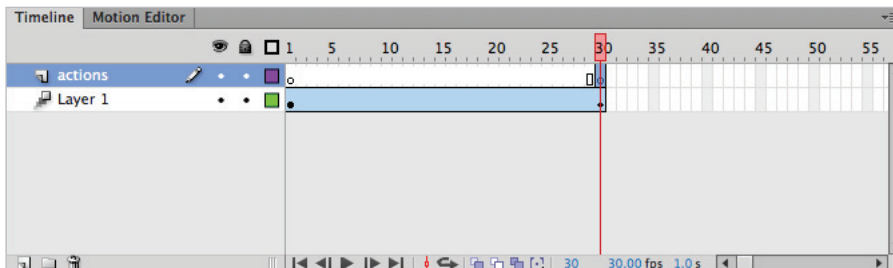 Timeline Motion Editor
1 5 10 15 20 25 30 35 40 45 50 55
actions
Layer 1
30 30.00 fps 1.0 s